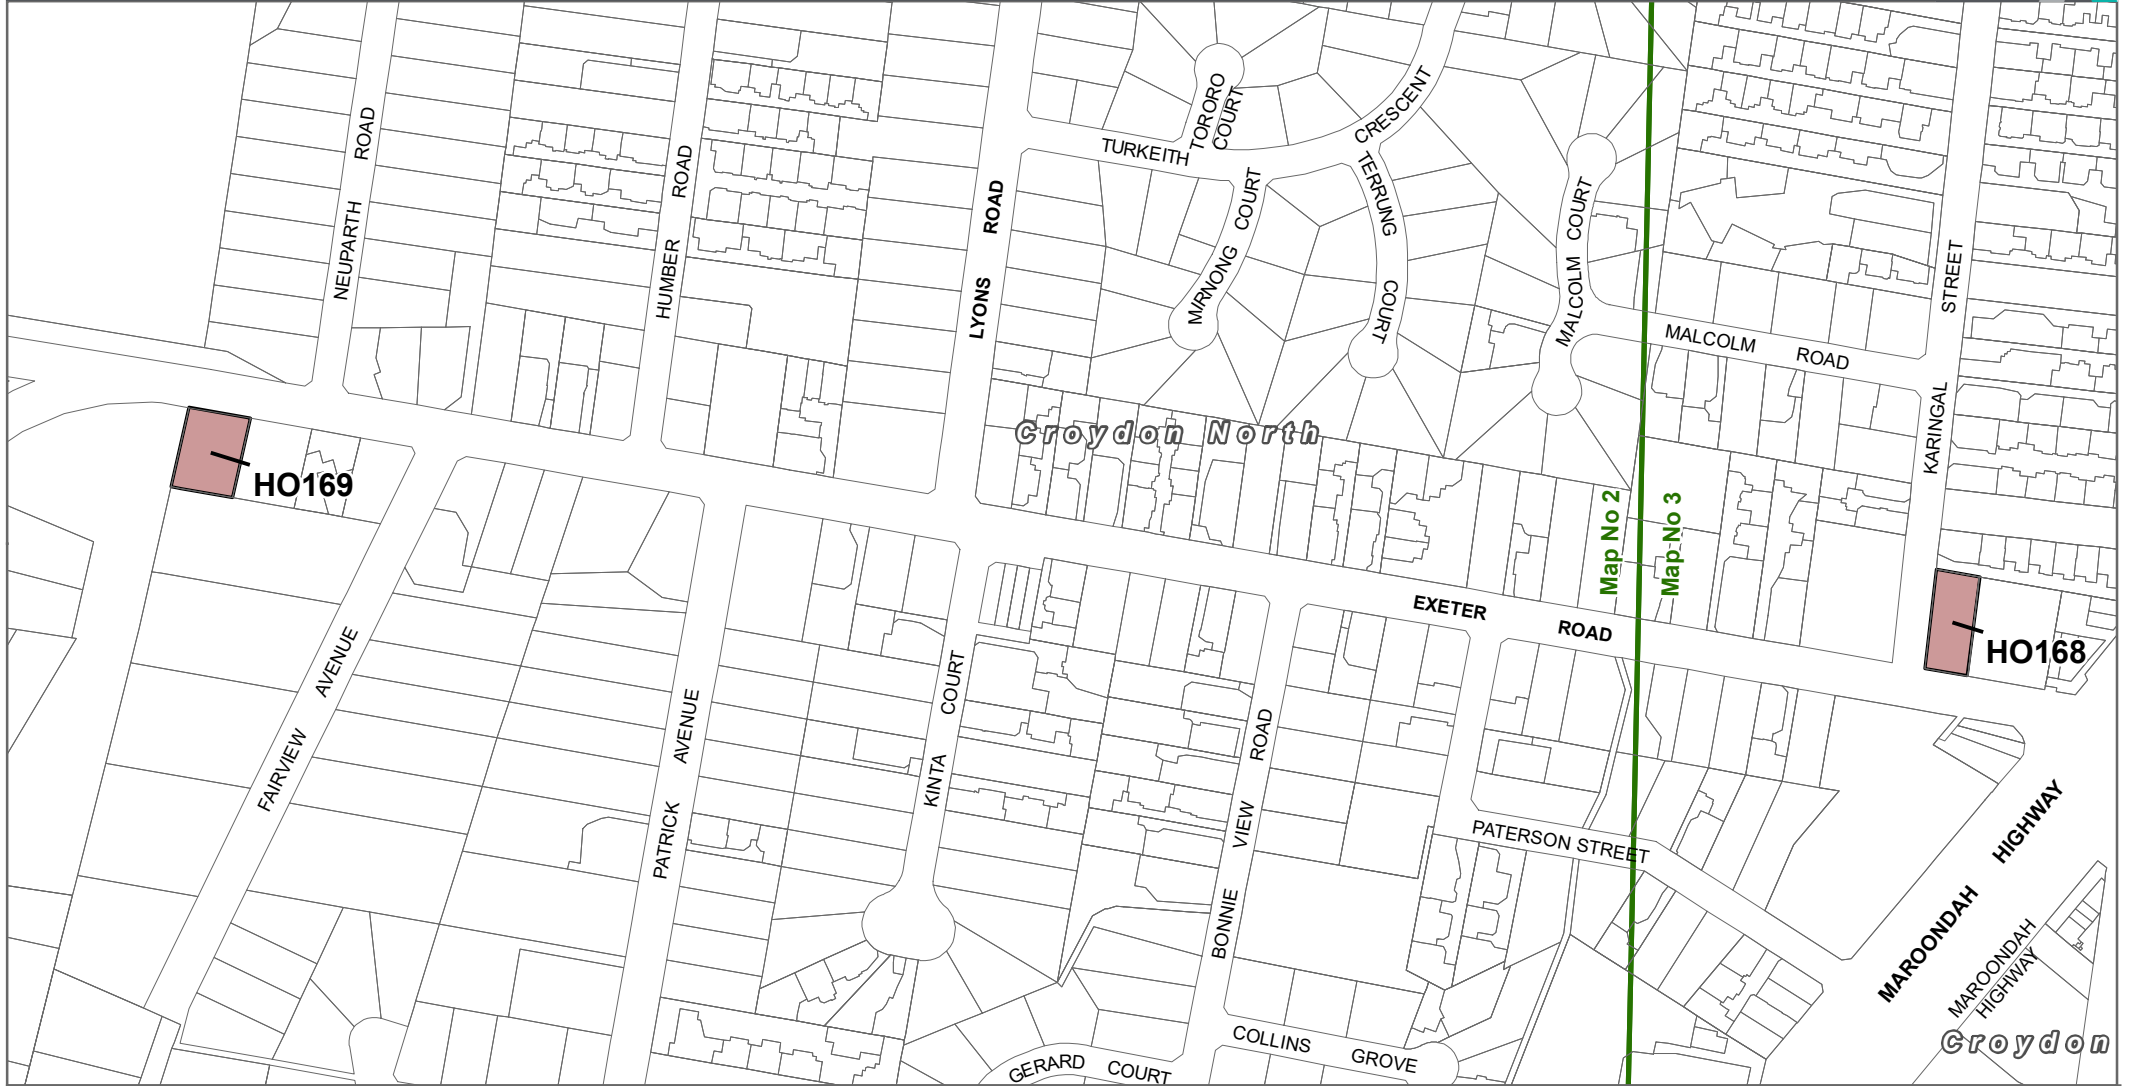 NEUPARTH ROAD
HUMBER ROAD
LYONS ROAD
TURKEITH
CRESCENT
TORORO
COURT
MIRNONG COURT
TERRUNG COURT
MALCOLM COURT
MALCOLM ROAD
KARINGAL STREET
Croydon North
HO169
Map No 2
Map No 3
EXETER ROAD
HO168
FAIRVIEW AVENUE
PATRICK AVENUE
KINTA COURT
BONNIE VIEW ROAD
PATERSON STREET
MAROONDAH HIGHWAY
MAROONDAH
HIGHWAY
COLLINS GROVE
GERARD COURT
Croydon